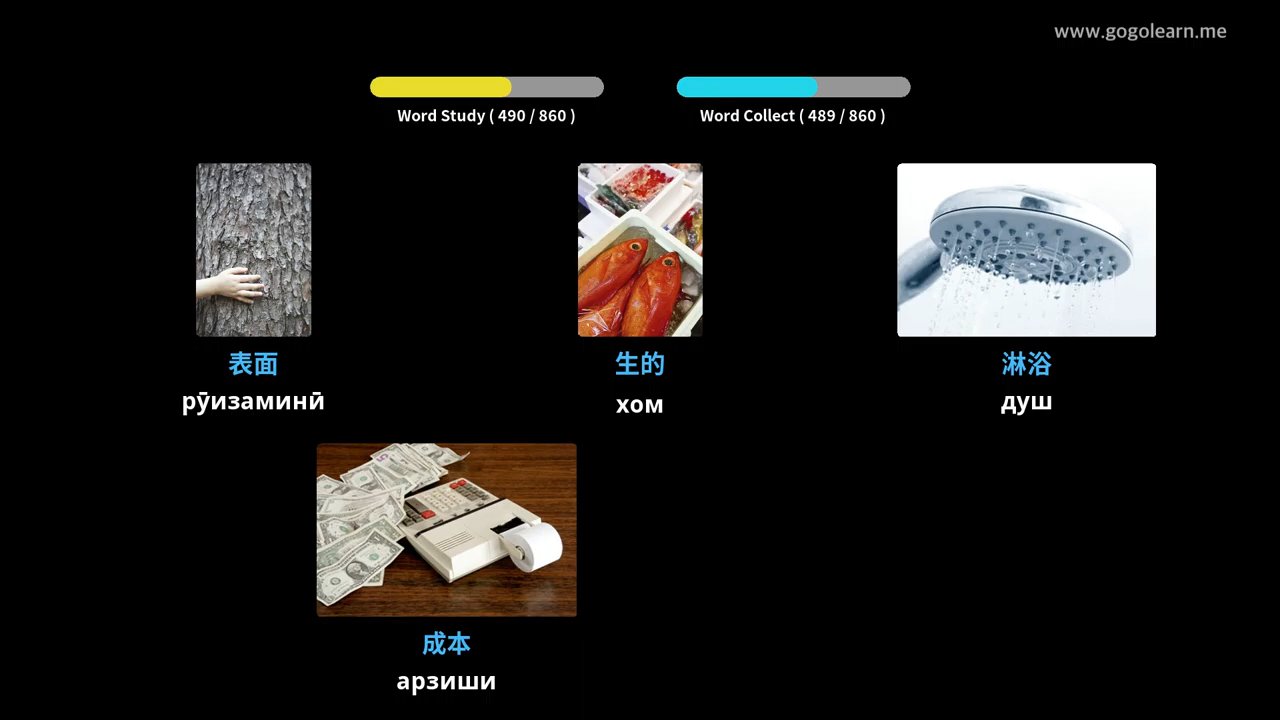 www.gogolearn.me
Word Study ( 490 / 860 )
Word Collect ( 489 / 860 )
表面
рӯизаминӣ
生的
хом
淋浴
душ
成本
арзиши